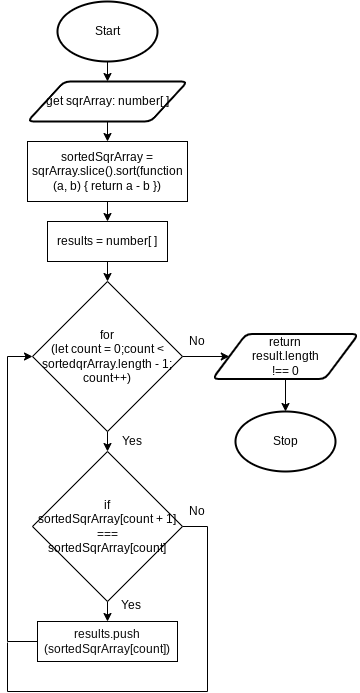 Start
get sqrArray: number[ ]
sortedSqrArray =
sqrArray.slice().sort(function
(a, b) { return a - b })
results = number[ ]
for
(let count = 0;count <
sortedqrArray.length - 1;
count++)
No
return
result.length
!== 0
Yes
Stop
if
sortedSqrArray[count + 1]
===
sortedSqrArray[count]
No
Yes
results.push
(sortedSqrArray[count])